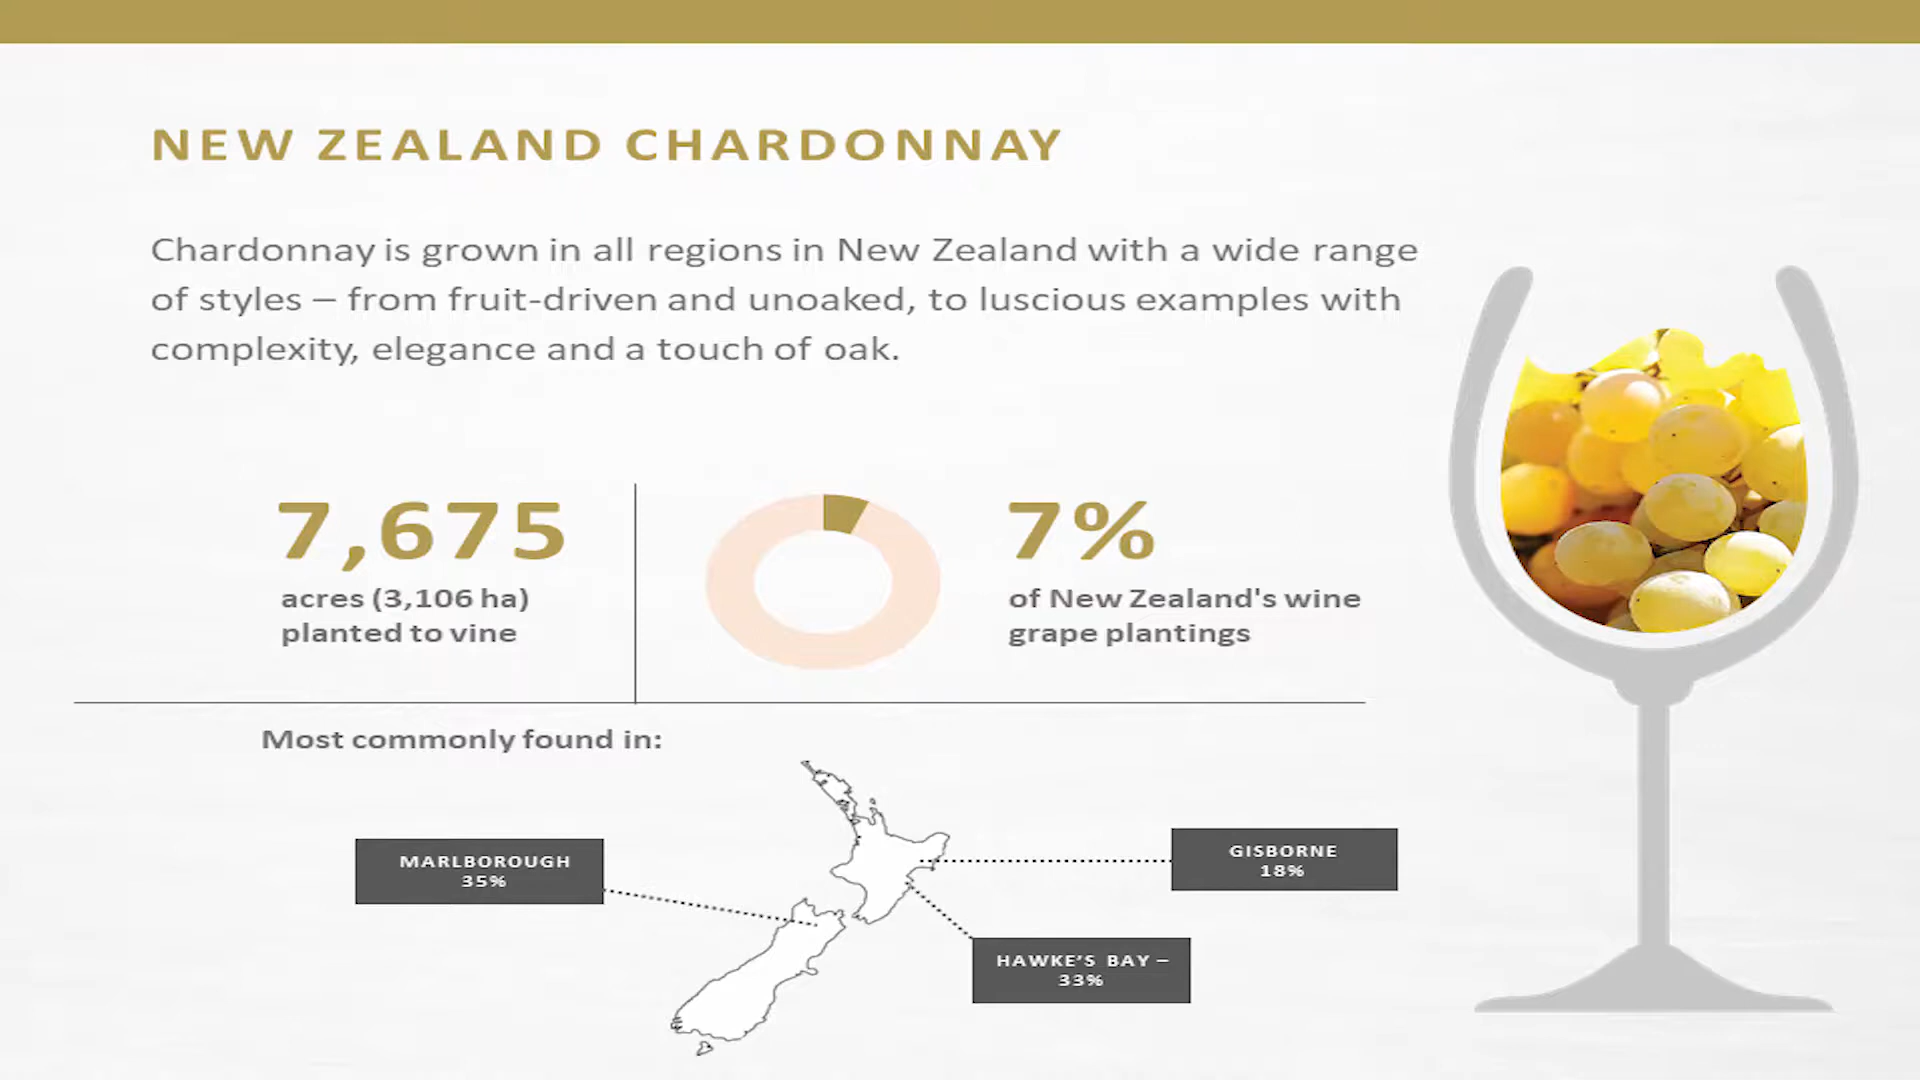 NEW ZEALAND CHARDONNAY
Chardonnay is grown in all regions in New Zealand with a wide range
of styles – from fruit-driven and unoaked, to luscious examples with
complexity, elegance and a touch of oak.
7,675
acres (3,106 ha)
planted to vine
7%
of New Zealand's wine
grape plantings
Most commonly found in:
MARLBOROUGH
35%
GISBORNE
18%
HAWKE’S BAY –
33%